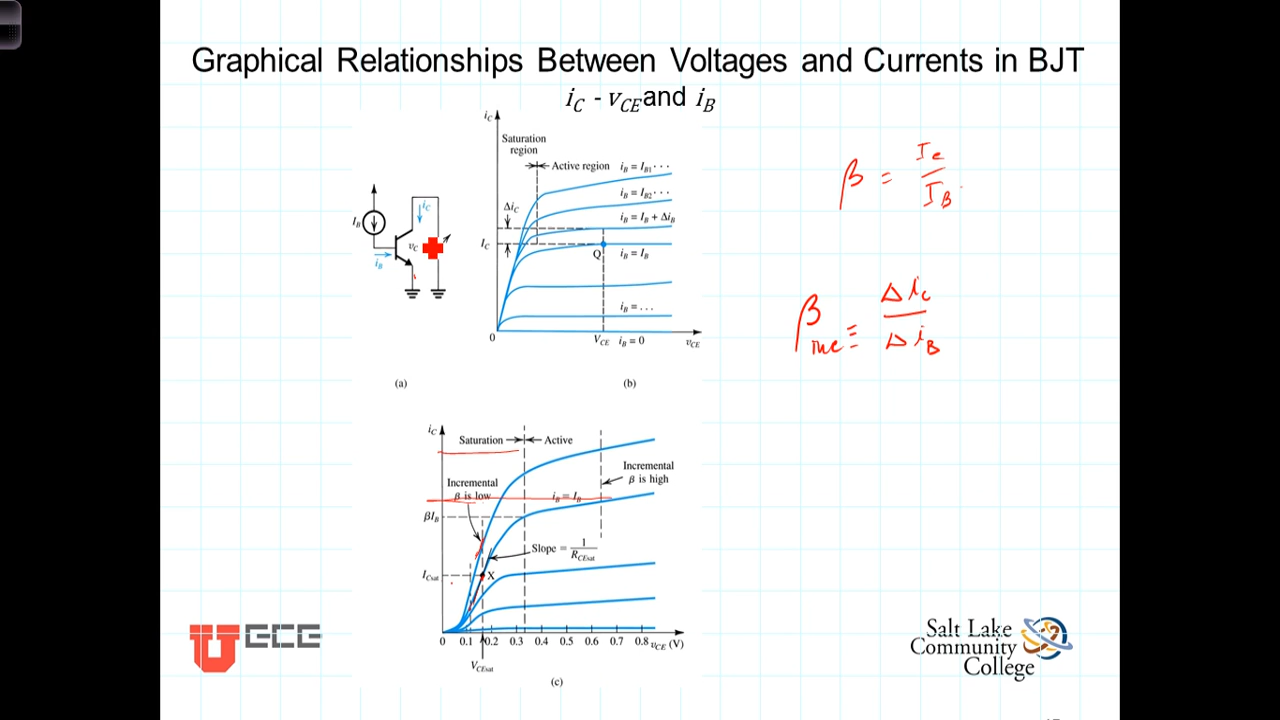 Graphical Relationships Between Voltages and Currents in BJT
iC - vCE and iB
iC
Saturation
region
Active region
iB = IB1 · · ·
iB = IB2 · · ·
ΔiC
iB = IB + ΔiB
IC
Q
iB = IB
iB = . . .
0
VCE
iB = 0
vCE
IB
iC
vC
iB
(a)
(b)
β = Ic / IB
βinc ≡ Δic / ΔiB
iC
Saturation
Active
Incremental
β is low
Incremental
β is high
iB = IB
βIB
Slope = 1 / RCEsat
ICsat
X
0 0.1 0.2 0.3 0.4 0.5 0.6 0.7 0.8 vCE (V)
VCEsat
(c)
U ECE
Salt Lake
Community
College